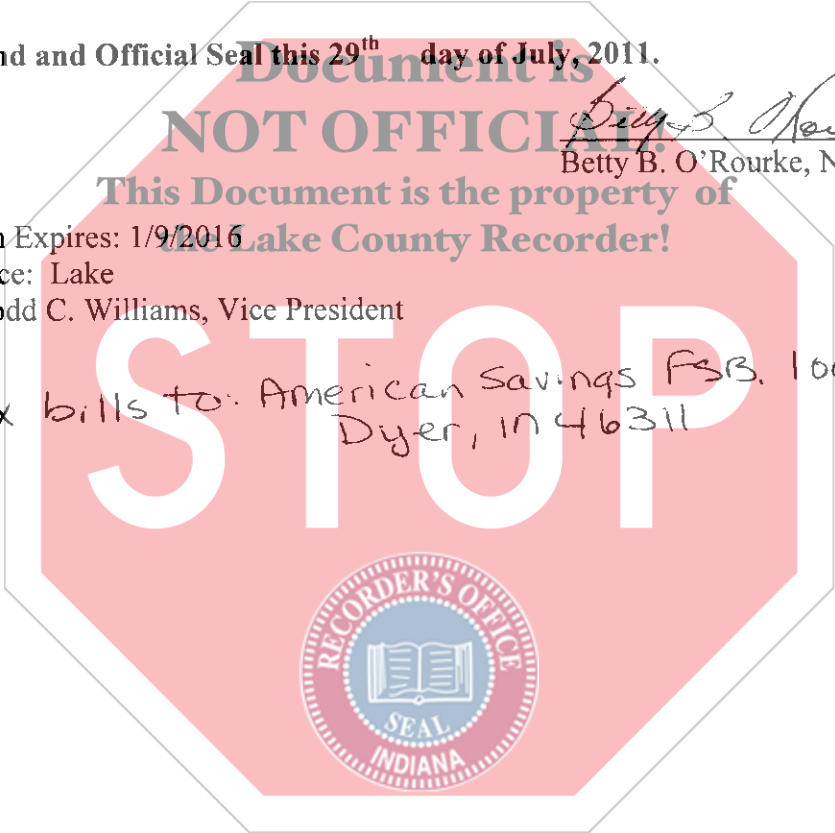 nd and Official Seal this 29th day of July, 2011.
Document is
NOT OFFICIAL!
Betty B. O'Rourke, N
This Document is the property of
n Expires: 1/9/2016
the Lake County Recorder!
ce: Lake
odd C. Williams, Vice President
STOP
x bills to: American Savings FSB. 100
Dyer, IN 46311
RECORDER'S OFFICE
SEAL
INDIANA